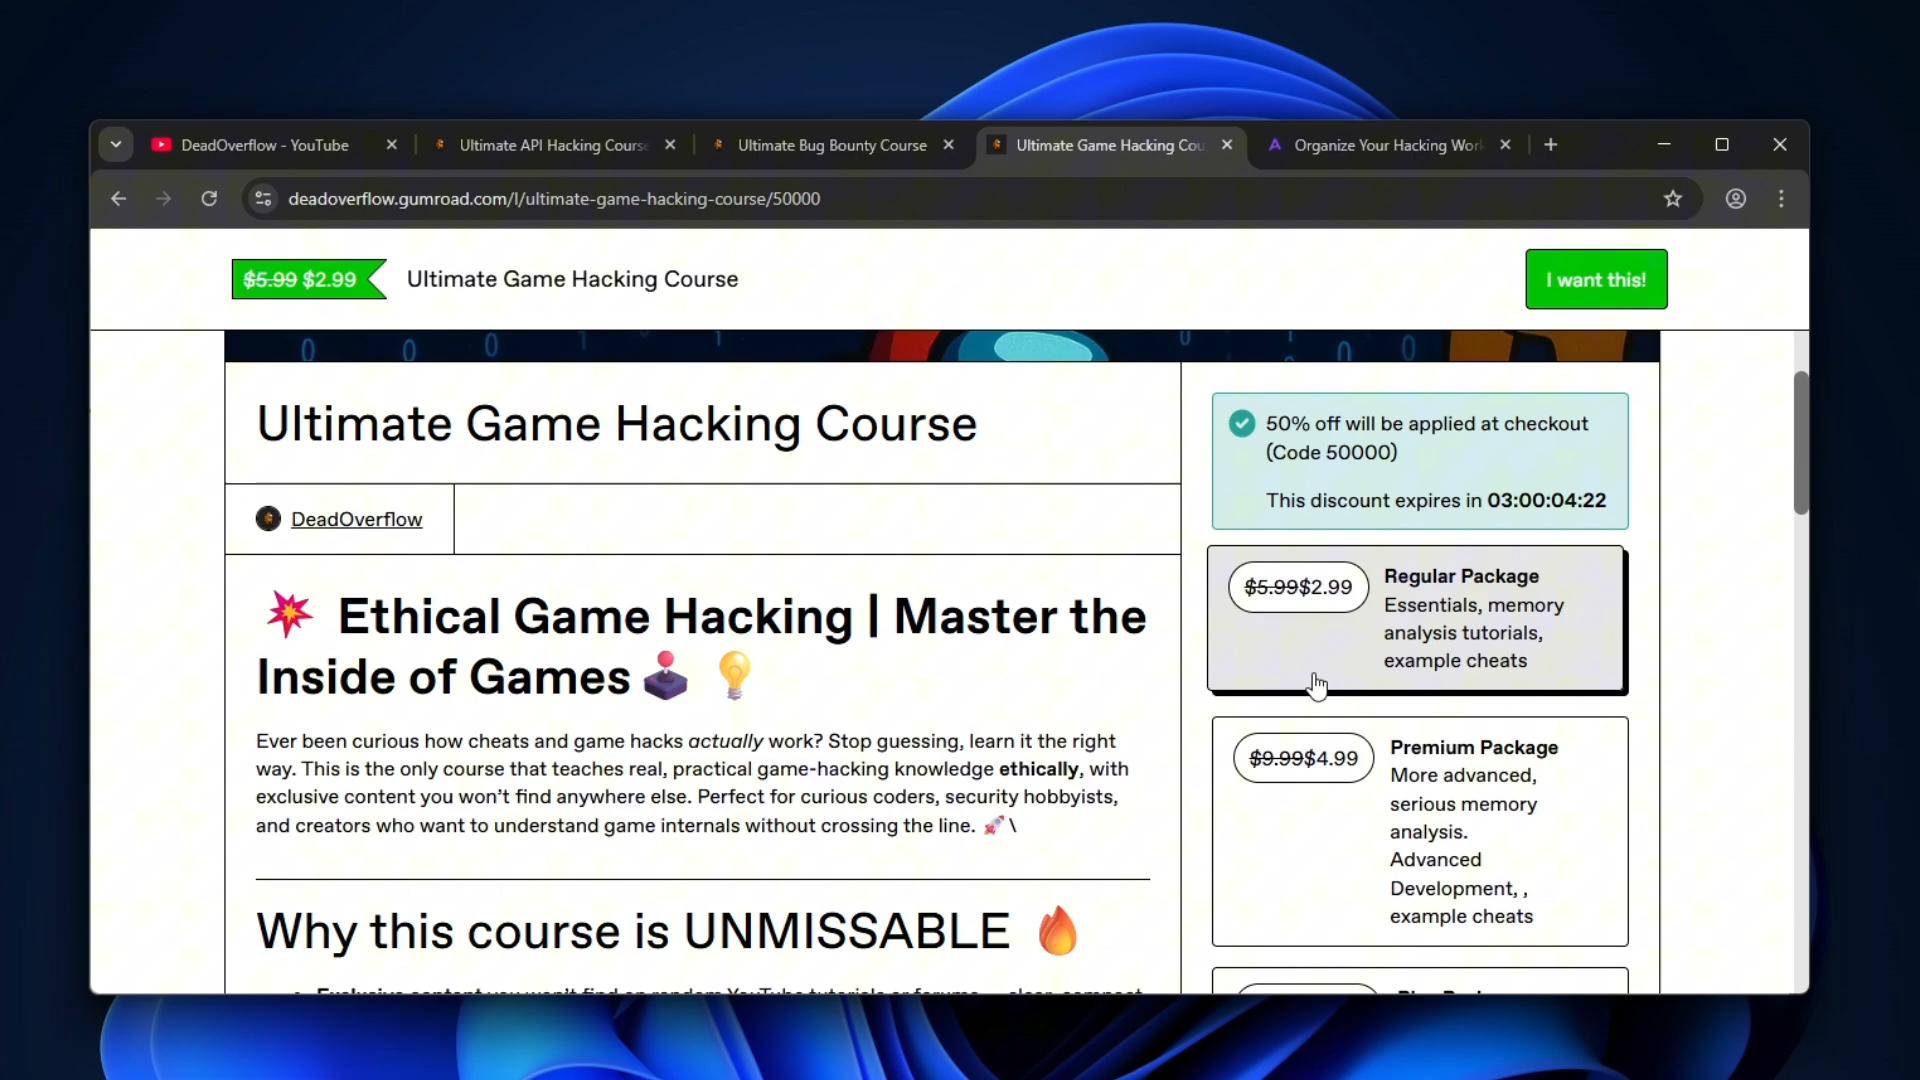 DeadOverflow - YouTube
Ultimate API Hacking Course
Ultimate Bug Bounty Course
Ultimate Game Hacking Cou
Organize Your Hacking Work
deadoverflow.gumroad.com/l/ultimate-game-hacking-course/50000
$5.99 $2.99
Ultimate Game Hacking Course
I want this!
Ultimate Game Hacking Course
DeadOverflow
Ethical Game Hacking | Master the
Inside of Games
Ever been curious how cheats and game hacks actually work? Stop guessing, learn it the right
way. This is the only course that teaches real, practical game-hacking knowledge ethically, with
exclusive content you won't find anywhere else. Perfect for curious coders, security hobbyists,
and creators who want to understand game internals without crossing the line. 🚀 \
Why this course is UNMISSABLE 🔥
50% off will be applied at checkout
(Code 50000)
This discount expires in 03:00:04:22
$5.99$2.99
Regular Package
Essentials, memory
analysis tutorials,
example cheats
$9.99$4.99
Premium Package
More advanced,
serious memory
analysis.
Advanced
Development, ,
example cheats